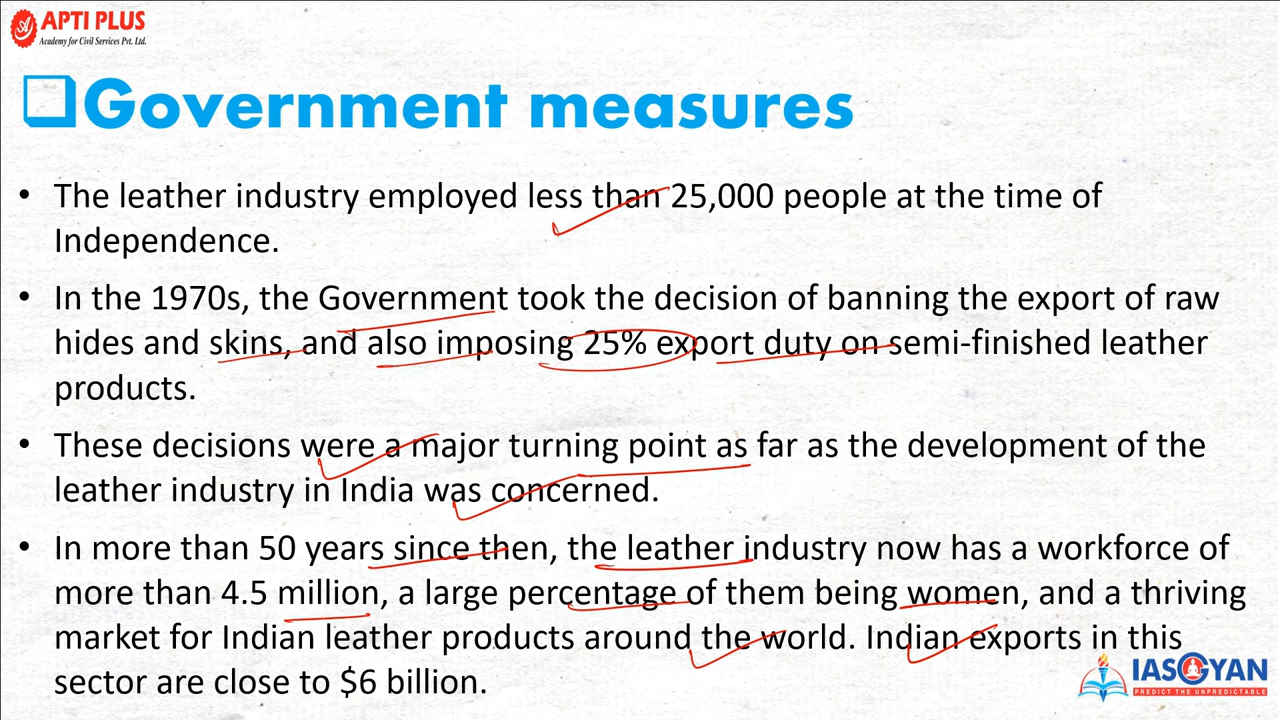 APTI PLUS
Academy for Civil Services Pvt. Ltd.
Government measures
• The leather industry employed less than 25,000 people at the time of
Independence.
• In the 1970s, the Government took the decision of banning the export of raw
hides and skins, and also imposing 25% export duty on semi-finished leather
products.
• These decisions were a major turning point as far as the development of the
leather industry in India was concerned.
• In more than 50 years since then, the leather industry now has a workforce of
more than 4.5 million, a large percentage of them being women, and a thriving
market for Indian leather products around the world. Indian exports in this
sector are close to $6 billion.
IAS GYAN
PREDICT THE UNPREDICTABLE